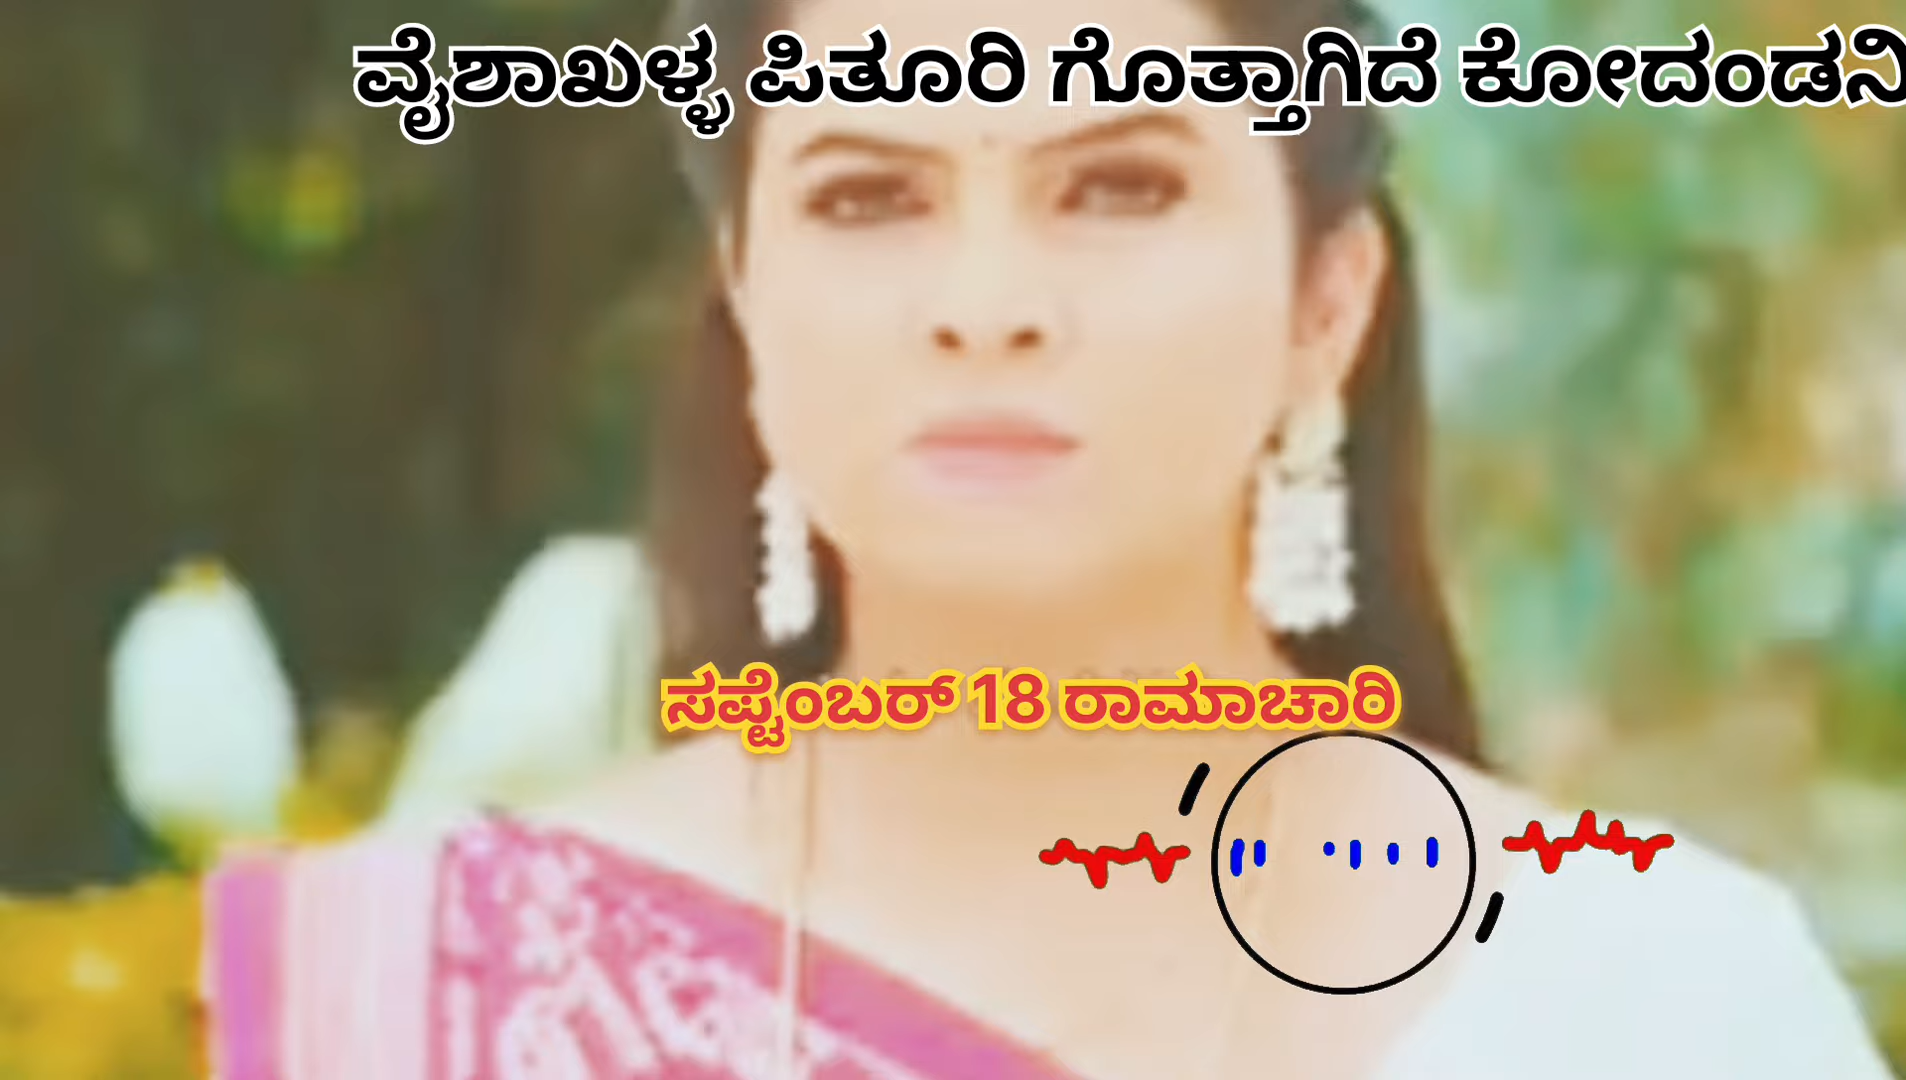 ವೈಶಾಖಳ್ಳ ಪಿತೂರಿ ಗೊತ್ತಾಗಿದೆ ಕೋದಂಡನಿ
ಸಪ್ಟೆಂಬರ್ 18 ರಾಮಾಚಾರಿ